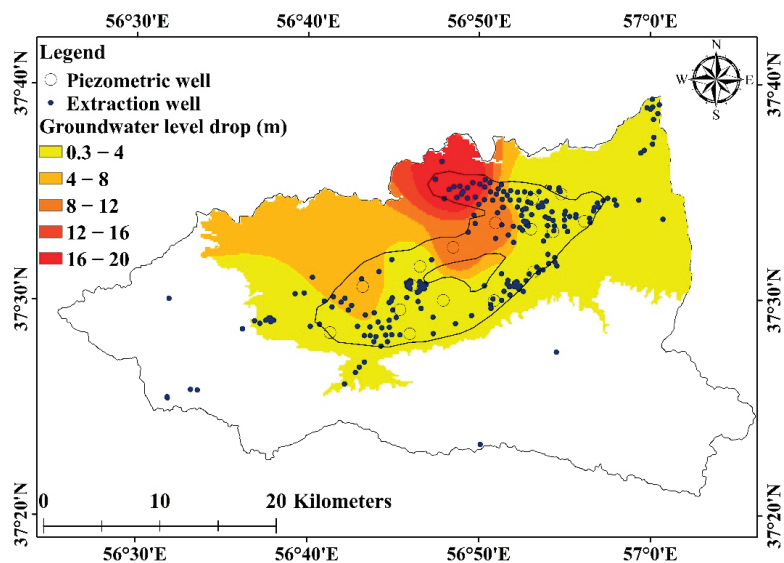 56°30'E 56°40'E 56°50'E 57°0'E
Legend
Piezometric well
Extraction well
Groundwater level drop (m)
0.3 – 4
4 – 8
8 – 12
12 – 16
16 – 20
N
W E
S
37°40'N 37°40'N
37°30'N 37°30'N
37°20'N 37°20'N
0 10 20 Kilometers
56°30'E 56°40'E 56°50'E 57°0'E